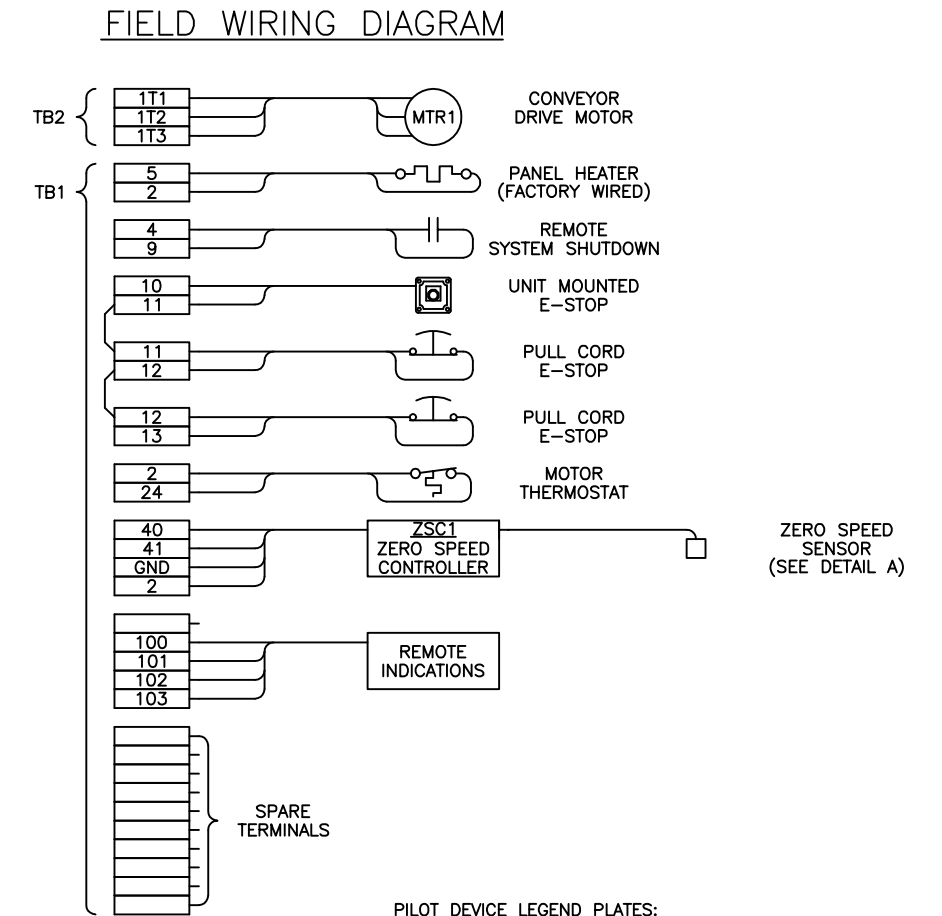 FIELD WIRING DIAGRAM
TB2
1T1
1T2
1T3
MTR1
CONVEYOR
DRIVE MOTOR
TB1
5
2
PANEL HEATER
(FACTORY WIRED)
4
9
REMOTE
SYSTEM SHUTDOWN
10
11
UNIT MOUNTED
E-STOP
11
12
PULL CORD
E-STOP
12
13
PULL CORD
E-STOP
2
24
MOTOR
THERMOSTAT
40
41
GND
2
ZSC1
ZERO SPEED
CONTROLLER
ZERO SPEED
SENSOR
(SEE DETAIL A)
100
101
102
103
REMOTE
INDICATIONS
SPARE
TERMINALS
PILOT DEVICE LEGEND PLATES: